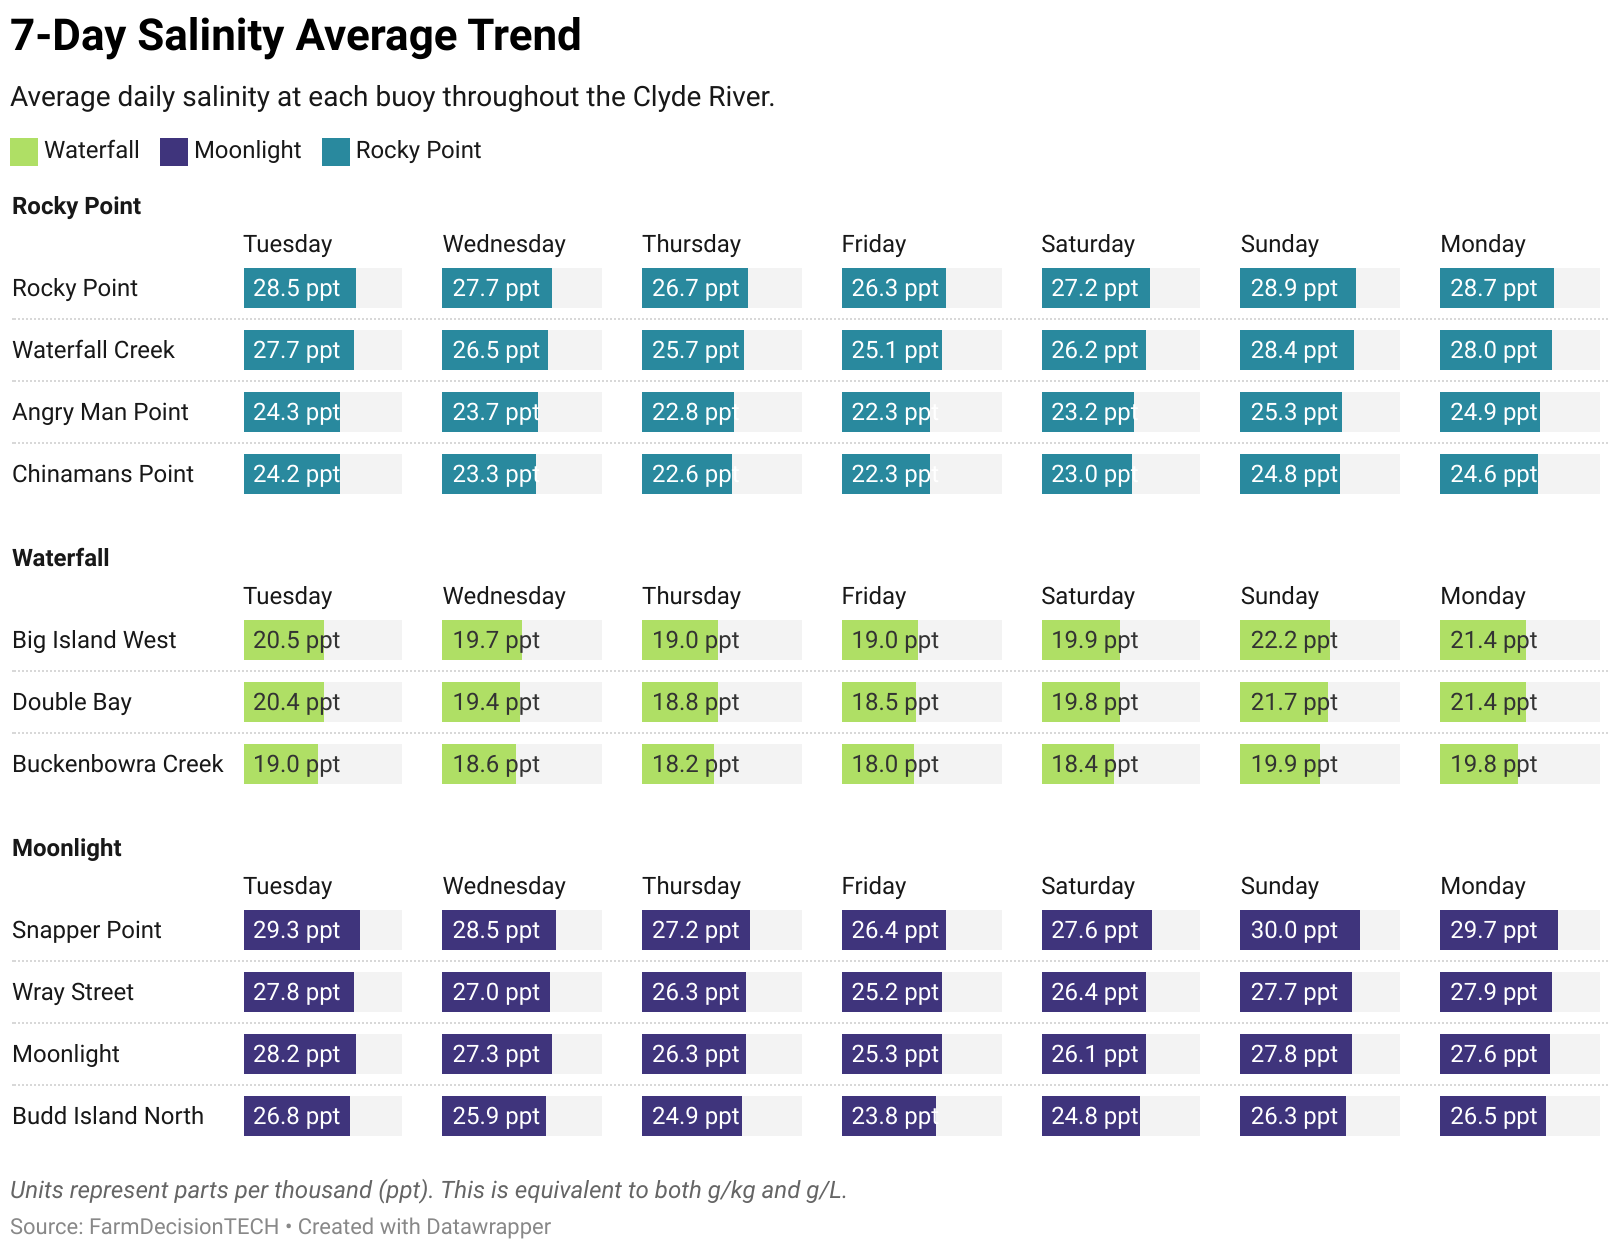 7-Day Salinity Average Trend
Average daily salinity at each buoy throughout the Clyde River.
Waterfall Moonlight Rocky Point
Rocky Point
Tuesday Wednesday Thursday Friday Saturday Sunday Monday
Rocky Point 28.5 ppt 27.7 ppt 26.7 ppt 26.3 ppt 27.2 ppt 28.9 ppt 28.7 ppt
Waterfall Creek 27.7 ppt 26.5 ppt 25.7 ppt 25.1 ppt 26.2 ppt 28.4 ppt 28.0 ppt
Angry Man Point 24.3 ppt 23.7 ppt 22.8 ppt 22.3 ppt 23.2 ppt 25.3 ppt 24.9 ppt
Chinamans Point 24.2 ppt 23.3 ppt 22.6 ppt 22.3 ppt 23.0 ppt 24.8 ppt 24.6 ppt
Waterfall
Tuesday Wednesday Thursday Friday Saturday Sunday Monday
Big Island West 20.5 ppt 19.7 ppt 19.0 ppt 19.0 ppt 19.9 ppt 22.2 ppt 21.4 ppt
Double Bay 20.4 ppt 19.4 ppt 18.8 ppt 18.5 ppt 19.8 ppt 21.7 ppt 21.4 ppt
Buckenbowra Creek 19.0 ppt 18.6 ppt 18.2 ppt 18.0 ppt 18.4 ppt 19.9 ppt 19.8 ppt
Moonlight
Tuesday Wednesday Thursday Friday Saturday Sunday Monday
Snapper Point 29.3 ppt 28.5 ppt 27.2 ppt 26.4 ppt 27.6 ppt 30.0 ppt 29.7 ppt
Wray Street 27.8 ppt 27.0 ppt 26.3 ppt 25.2 ppt 26.4 ppt 27.7 ppt 27.9 ppt
Moonlight 28.2 ppt 27.3 ppt 26.3 ppt 25.3 ppt 26.1 ppt 27.8 ppt 27.6 ppt
Budd Island North 26.8 ppt 25.9 ppt 24.9 ppt 23.8 ppt 24.8 ppt 26.3 ppt 26.5 ppt
Units represent parts per thousand (ppt). This is equivalent to both g/kg and g/L.
Source: FarmDecisionTECH • Created with Datawrapper